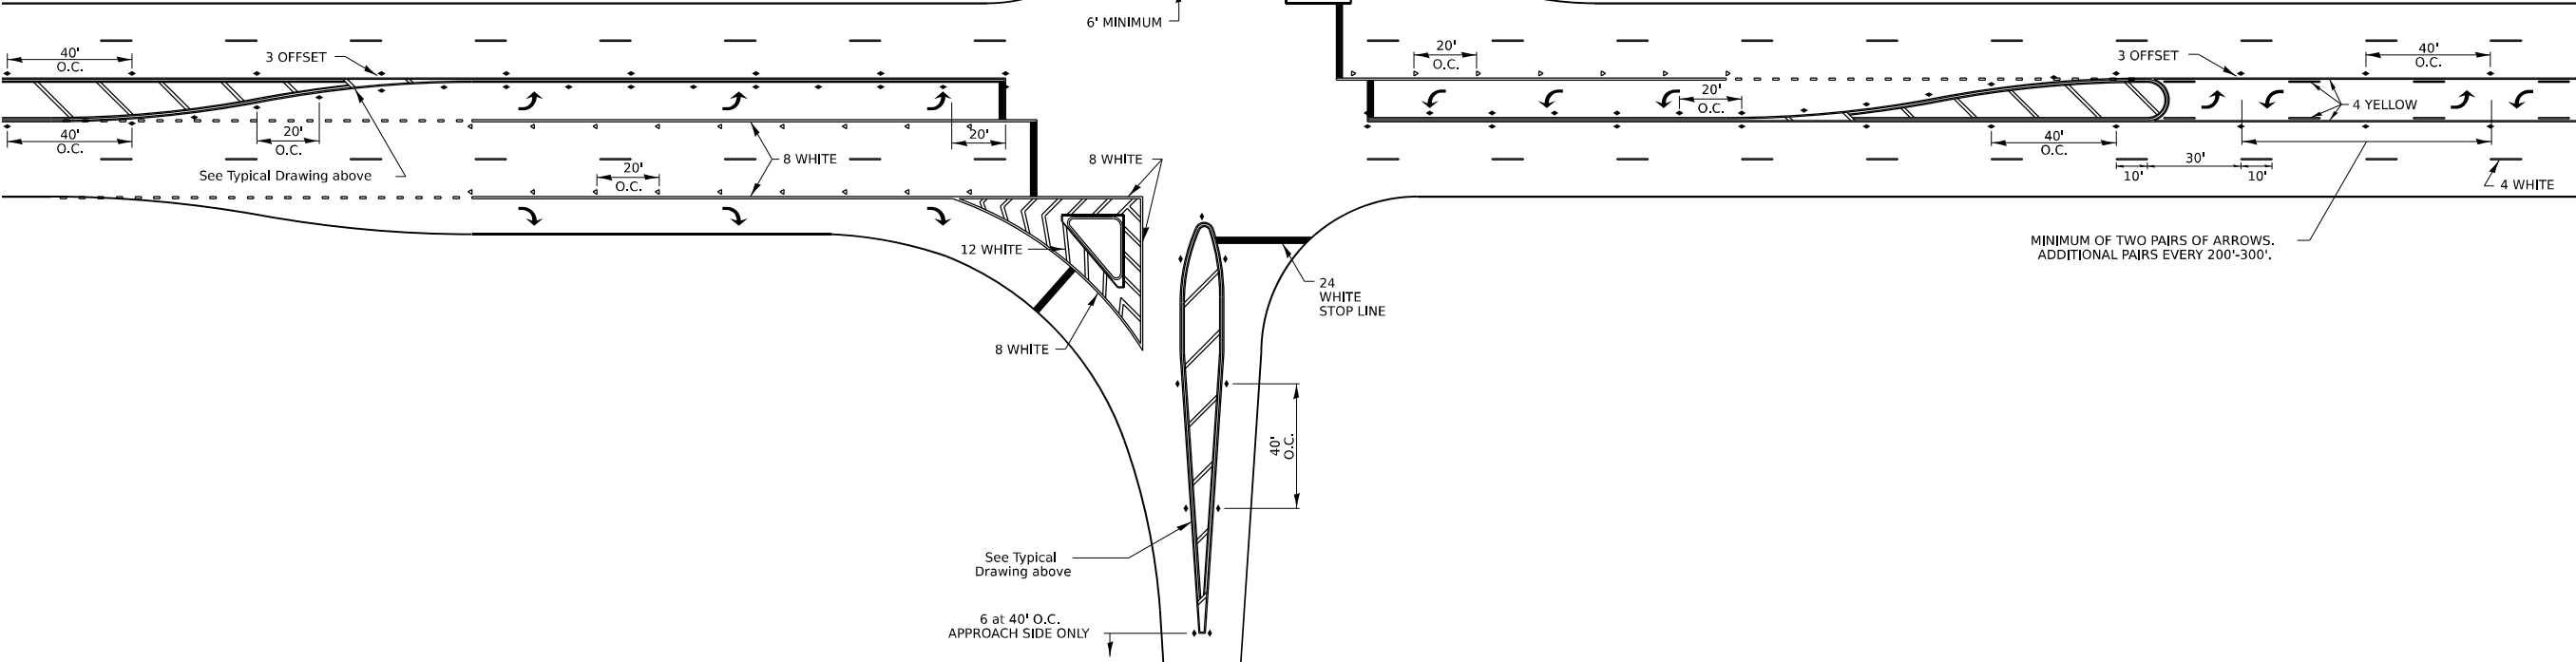 6' MINIMUM
40'
O.C.
3 OFFSET
40'
O.C.
20'
O.C.
See Typical Drawing above
20'
O.C.
8 WHITE
20'
8 WHITE
12 WHITE
8 WHITE
20'
O.C.
20'
O.C.
3 OFFSET
40'
O.C.
4 YELLOW
40'
O.C.
10'
30'
10'
4 WHITE
MINIMUM OF TWO PAIRS OF ARROWS.
ADDITIONAL PAIRS EVERY 200'-300'.
24
WHITE
STOP LINE
40'
O.C.
See Typical
Drawing above
6 at 40' O.C.
APPROACH SIDE ONLY